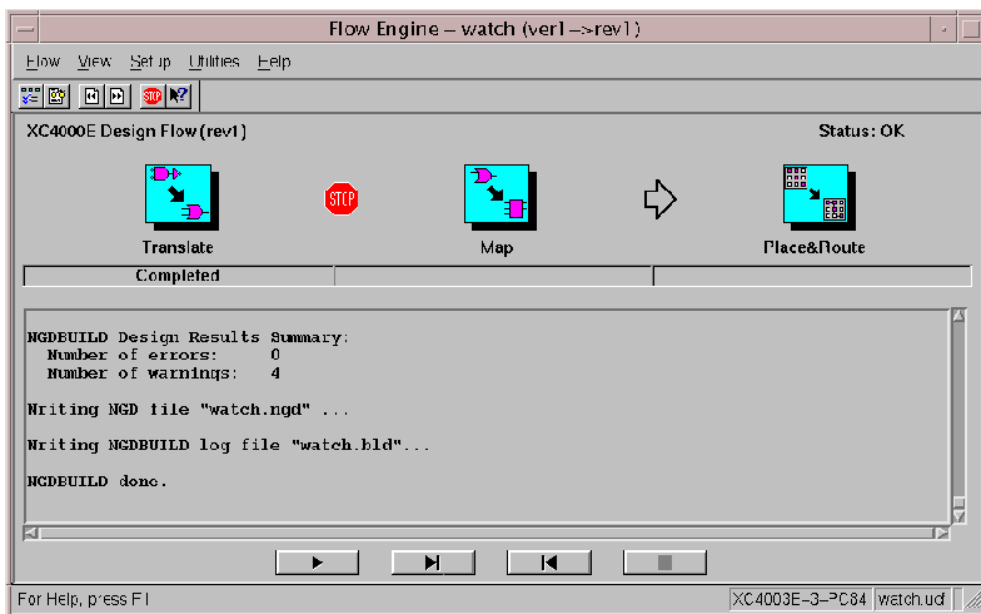 Flow Engine – watch (ver1–>rev1)
Flow View Setup Utilities Help
STOP
XC4000E Design Flow (rev1)
Status: OK
STOP
Translate
Map
Place&Route
Completed
NGDBUILD Design Results Summary:
Number of errors: 0
Number of warnings: 4
Writing NGD file "watch.ngd" ...
Writing NGDBUILD log file "watch.bld"...
NGDBUILD done.
For Help, press F1
XC4003E–3–PC84
watch.ucf